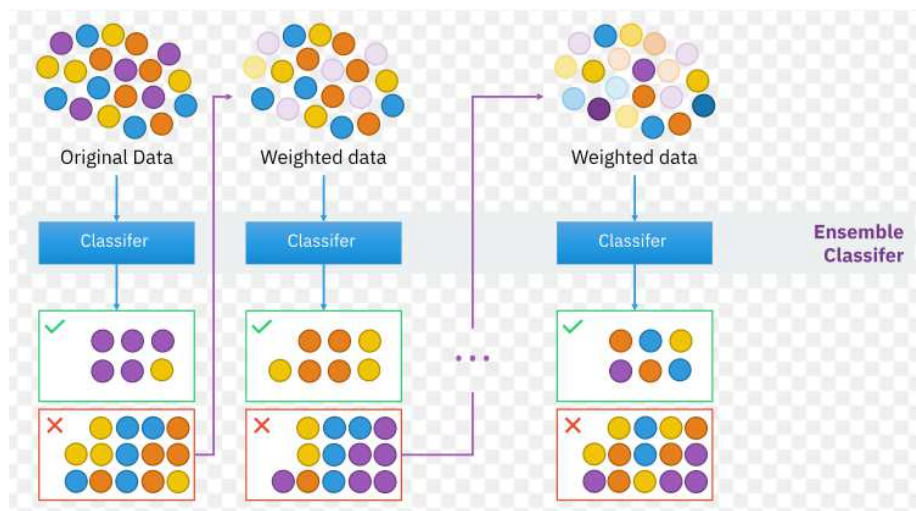 Original Data
Weighted data
Weighted data
Classifer
Classifer
Classifer
Ensemble
Classifer